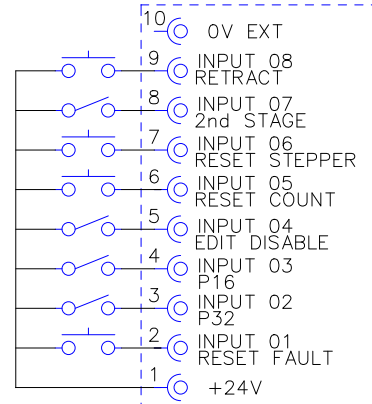 10 0V EXT
9 INPUT 08
RETRACT
8 INPUT 07
2nd STAGE
7 INPUT 06
RESET STEPPER
6 INPUT 05
RESET COUNT
5 INPUT 04
EDIT DISABLE
4 INPUT 03
P16
3 INPUT 02
P32
2 INPUT 01
RESET FAULT
1 +24V